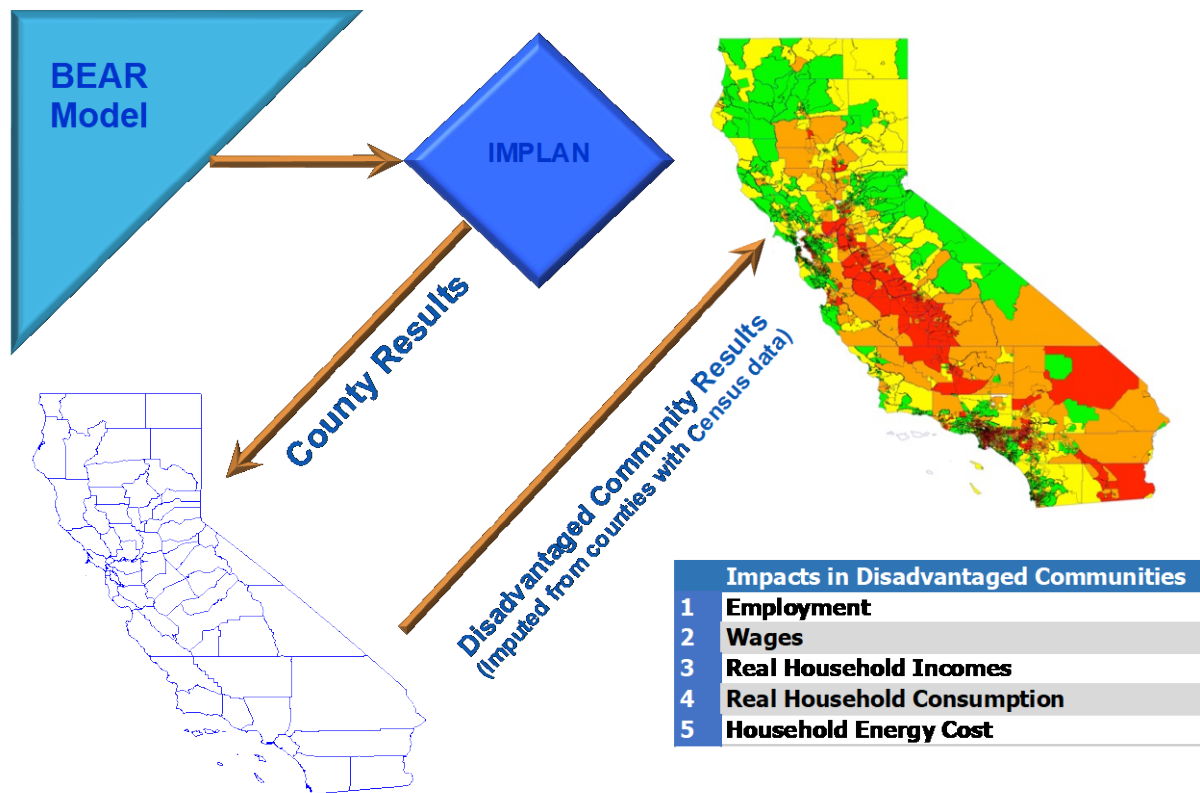 BEAR
Model
IMPLAN
County Results
Disadvantaged Community Results
(Imputed from counties with Census data)
Impacts in Disadvantaged Communities
1 Employment
2 Wages
3 Real Household Incomes
4 Real Household Consumption
5 Household Energy Cost